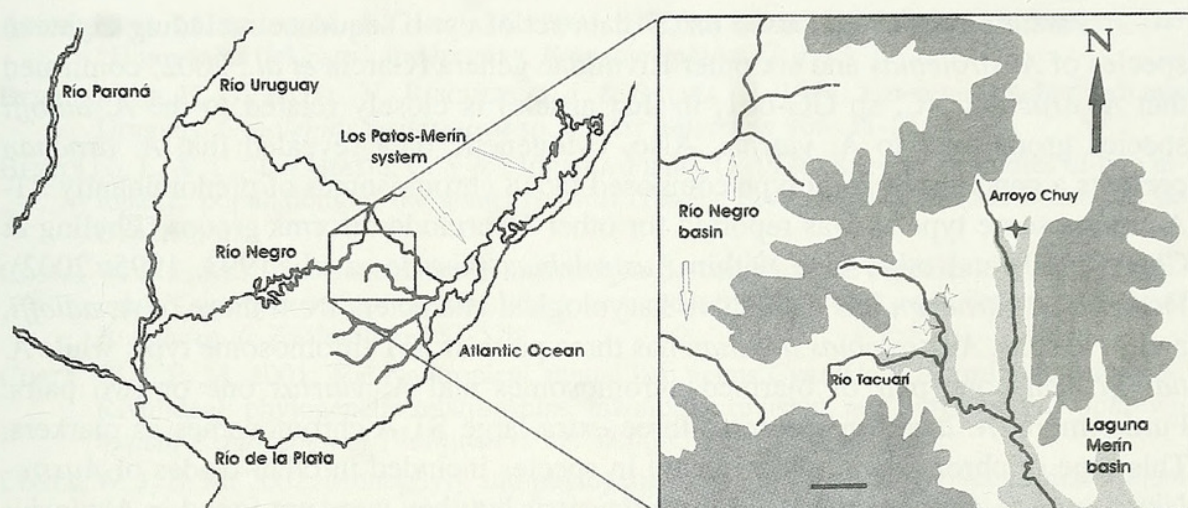 Río Paraná
Río Uruguay
Los Patos-Merín
system
Río Negro
Atlantic Ocean
Río de la Plata
N
Arroyo Chuy
Río Negro
basin
Río Tacuarí
Laguna
Merín
basin